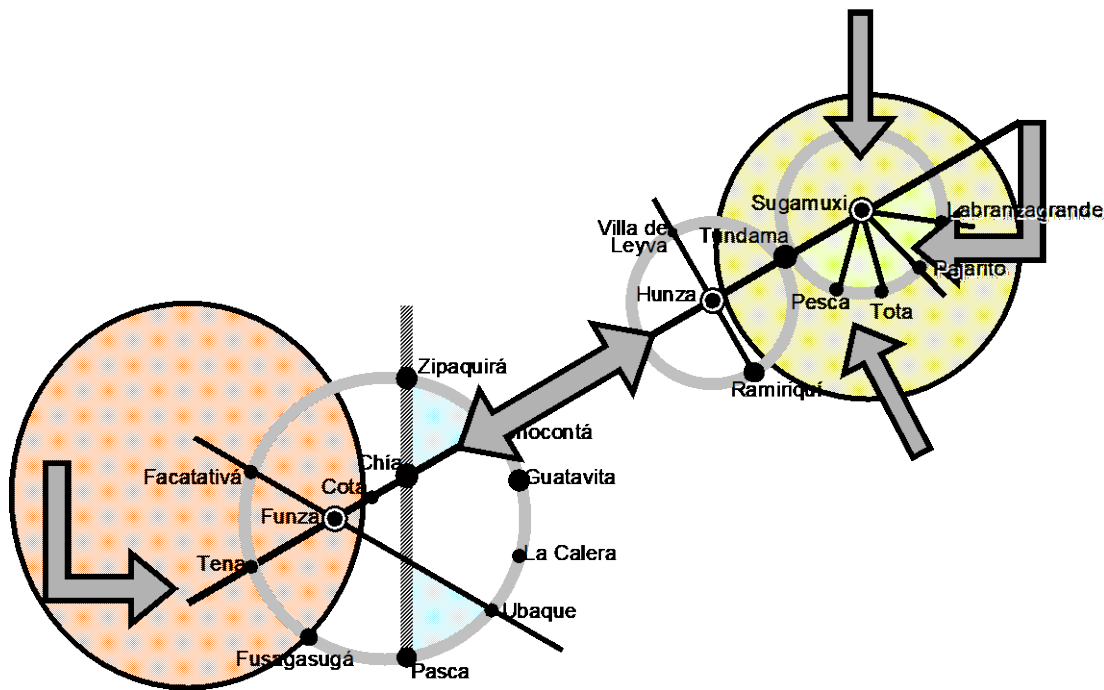 Sugamuxi
Labranzagrande
Villa de
Leyva
Tundama
Pajarito
Hunza
Pesca
Tota
Zipaquirá
Ramiriquí
Chía
Guatavita
Facatativá
Cota
Funza
La Calera
Tena
Ubaque
Fusagasugá
Pasca